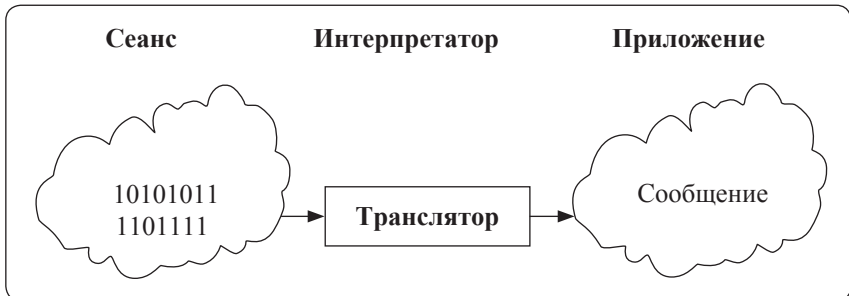 Сеанс Интерпретатор Приложение
10101011
1101111
Транслятор
Сообщение